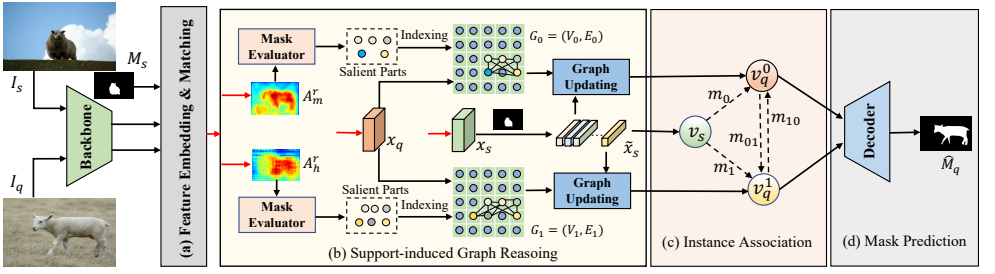 I_s
M_s
Backbone
I_q
(a) Feature Embedding & Matching
Mask
Evaluator
Salient Parts
Indexing
G_0 = (V_0, E_0)
A_m^r
Graph
Updating
x_q
x_s
x̃_s
A_h^r
Mask
Evaluator
Salient Parts
Indexing
Graph
Updating
G_1 = (V_1, E_1)
(b) Support-induced Graph Reasoing
v_q^0
m_0
v_s
m_01
m_10
m_1
v_q^1
(c) Instance Association
Decoder
M̂_q
(d) Mask Prediction